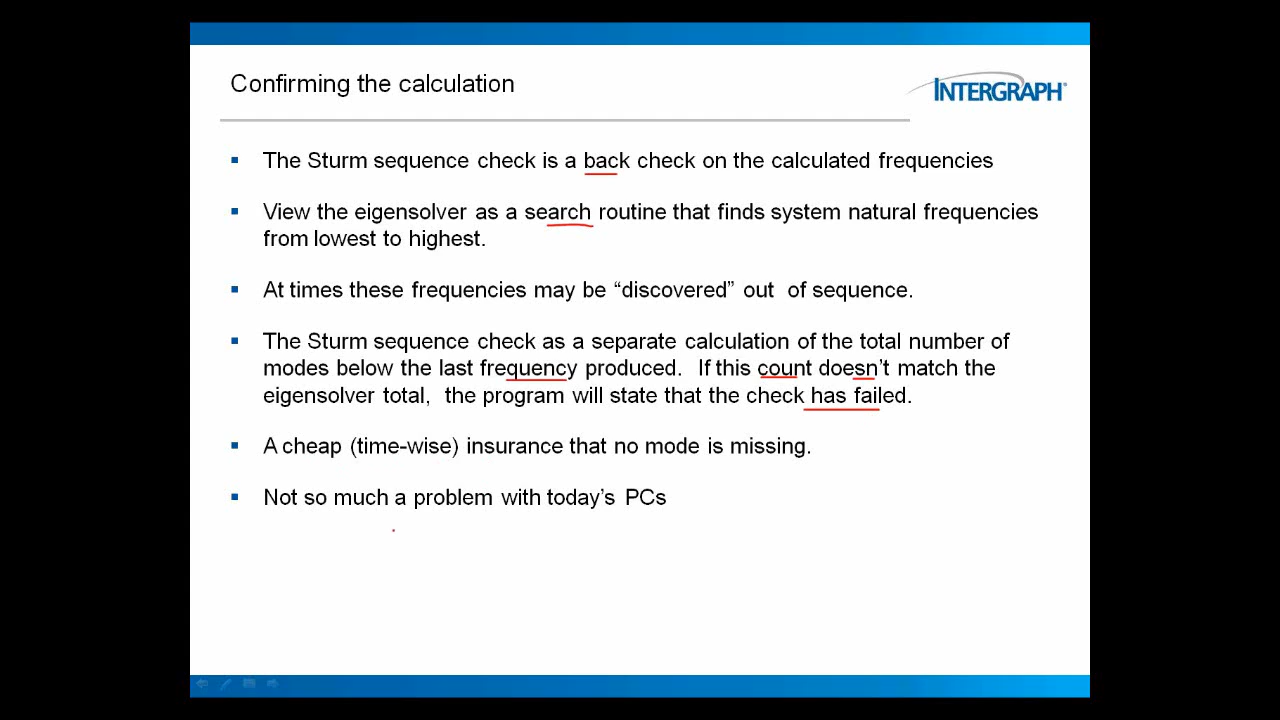 Confirming the calculation
INTERGRAPH®
The Sturm sequence check is a back check on the calculated frequencies
View the eigensolver as a search routine that finds system natural frequencies
from lowest to highest.
At times these frequencies may be “discovered” out of sequence.
The Sturm sequence check as a separate calculation of the total number of
modes below the last frequency produced. If this count doesn’t match the
eigensolver total, the program will state that the check has failed.
A cheap (time-wise) insurance that no mode is missing.
Not so much a problem with today’s PCs